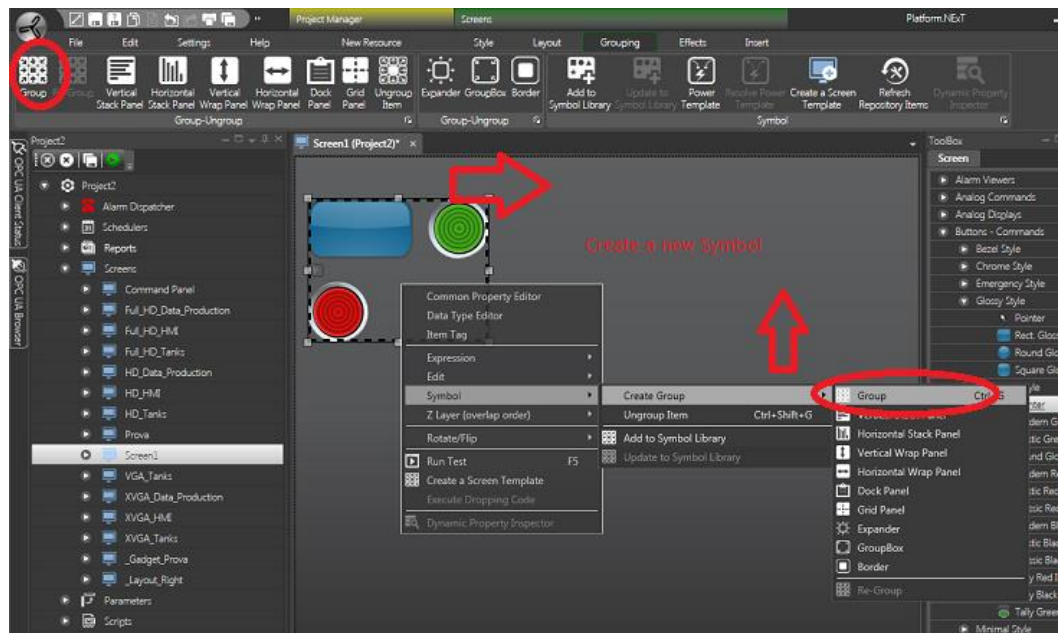 Project Manager
Screens
Platform.NExT
File Edit Settings Help New Resource Style Layout Grouping Effects Insert
Group
Vertical Stack Panel
Horizontal Stack Panel
Vertical Wrap Panel
Horizontal Wrap Panel
Dock Panel
Grid Panel
Ungroup Item
Expander
GroupBox
Border
Add to Symbol Library
Update to Symbol Library
Power Template
Resolve Power Template
Create a Screen Template
Refresh Repository Items
Dynamic Property Inspector
Group-Ungroup
Group-Ungroup
Symbol
OPC UA Client Status
OPC UA Browser
Project2
Project2
Alarm Dispatcher
Schedulers
Reports
Screens
Command Panel
Full_HD_Data_Production
Full_HD_HMI
Full_HD_Tanks
HD_Data_Production
HD_HMI
HD_Tanks
Prova
Screen1
VGA_Tanks
XVGA_Data_Production
XVGA_HMI
XVGA_Tanks
_Gadget_Prova
_Layout_Right
Parameters
Scripts
Screen1 (Project2)*
Create a new Symbol
Common Property Editor
Data Type Editor
Item Tag
Expression
Edit
Symbol
Z Layer (overlap order)
Rotate/Flip
Run Test F5
Create a Screen Template
Execute Dropping Code
Dynamic Property Inspector
Create Group
Ungroup Item Ctrl+Shift+G
Add to Symbol Library
Update to Symbol Library
Group
Horizontal Stack Panel
Vertical Wrap Panel
Horizontal Wrap Panel
Dock Panel
Grid Panel
Expander
GroupBox
Border
Re-Group
ToolBox
Screen
Alarm Viewers
Analog Commands
Analog Displays
Buttons - Commands
Bezel Style
Chrome Style
Emergency Style
Glossy Style
Pointer
Rect. Glos
Round Glo
Square Glo
Tally Green
Minimal Style